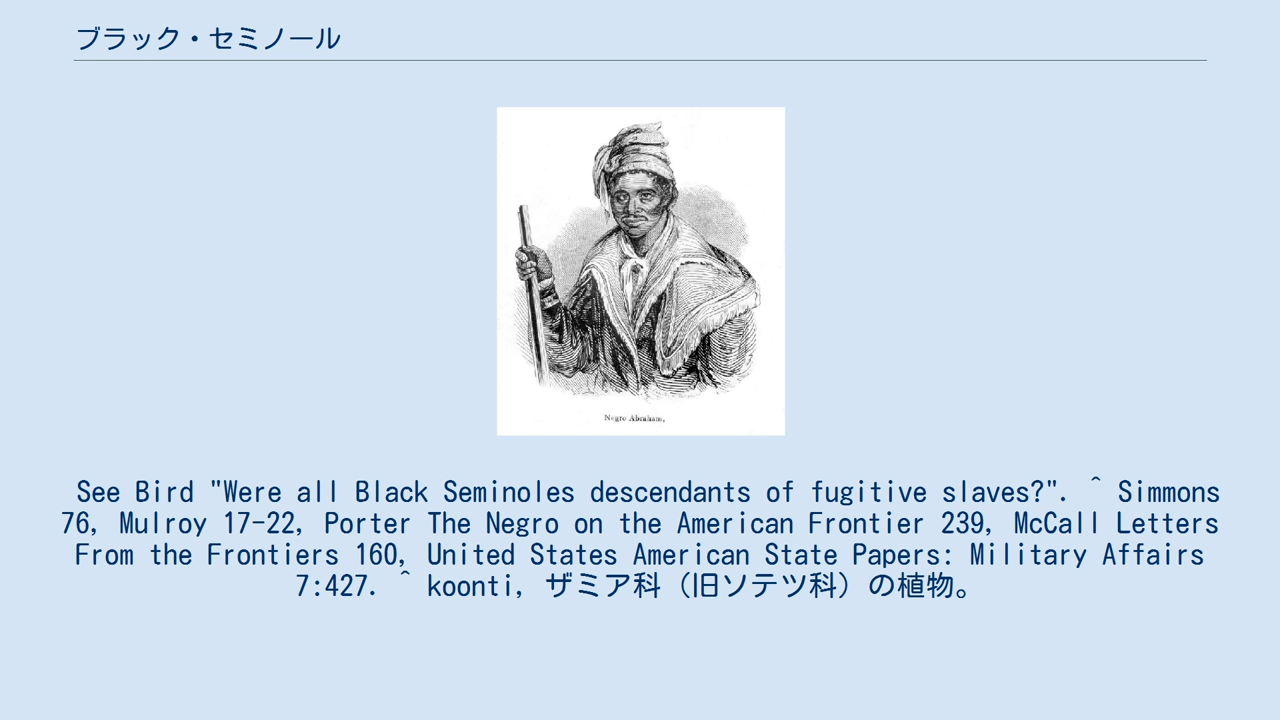 ブラック・セミノール
Negro Abraham,
See Bird "Were all Black Seminoles descendants of fugitive slaves?". ^ Simmons
76, Mulroy 17-22, Porter The Negro on the American Frontier 239, McCall Letters
From the Frontiers 160, United States American State Papers: Military Affairs
7:427. ^ koonti, ザミア科（旧ソテツ科）の植物。